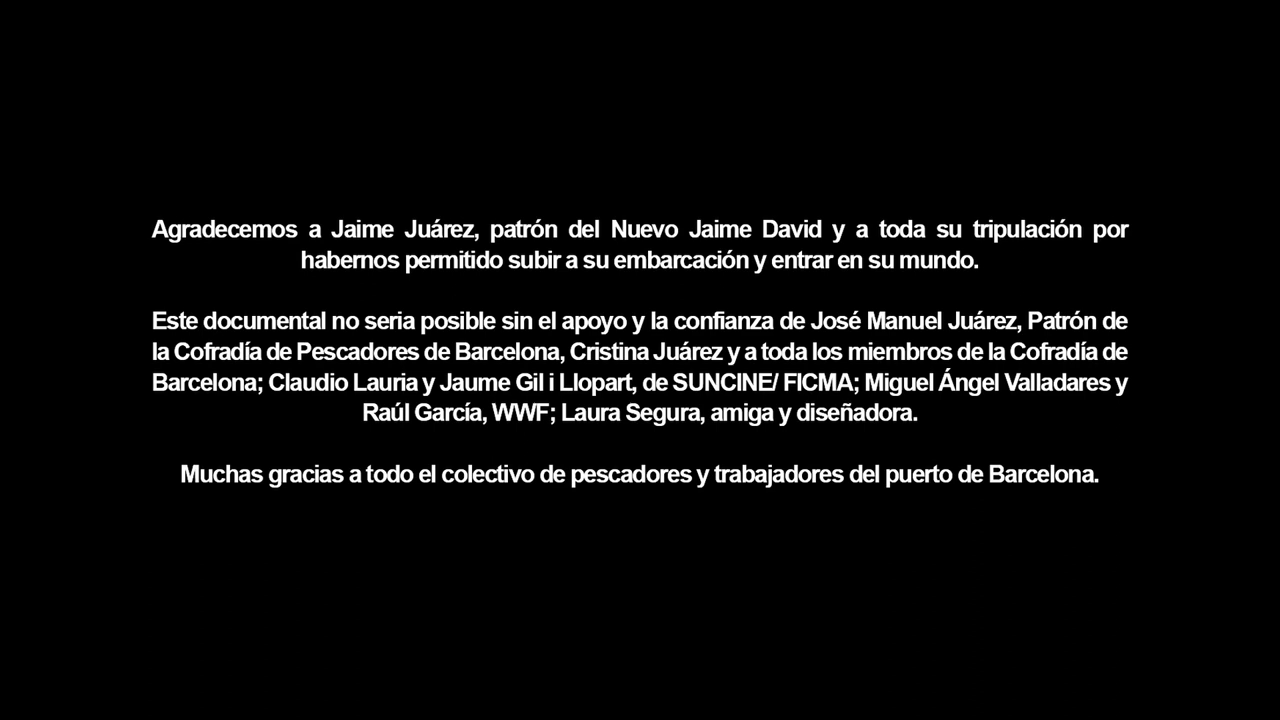 Agradecemos a Jaime Juárez, patrón del Nuevo Jaime David y a toda su tripulación por
habernos permitido subir a su embarcación y entrar en su mundo.
Este documental no seria posible sin el apoyo y la confianza de José Manuel Juárez, Patrón de
la Cofradía de Pescadores de Barcelona, Cristina Juárez y a toda los miembros de la Cofradía de
Barcelona; Claudio Lauria y Jaume Gil i Llopart, de SUNCINE/ FICMA; Miguel Ángel Valladares y
Raúl García, WWF; Laura Segura, amiga y diseñadora.
Muchas gracias a todo el colectivo de pescadores y trabajadores del puerto de Barcelona.